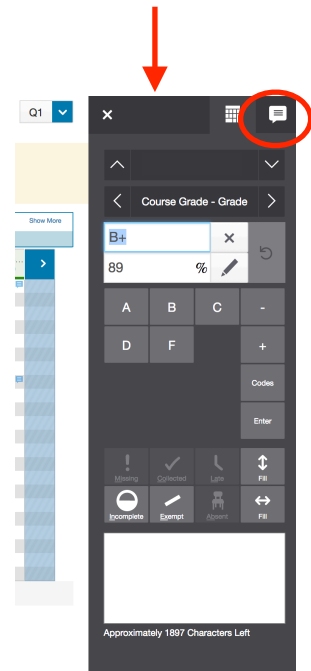 Q1
Show More
Course Grade - Grade
B+
89 %
A B C -
D F +
Codes
Enter
Missing Collected Late Fill
Incomplete Exempt Absent Fill
Approximately 1897 Characters Left